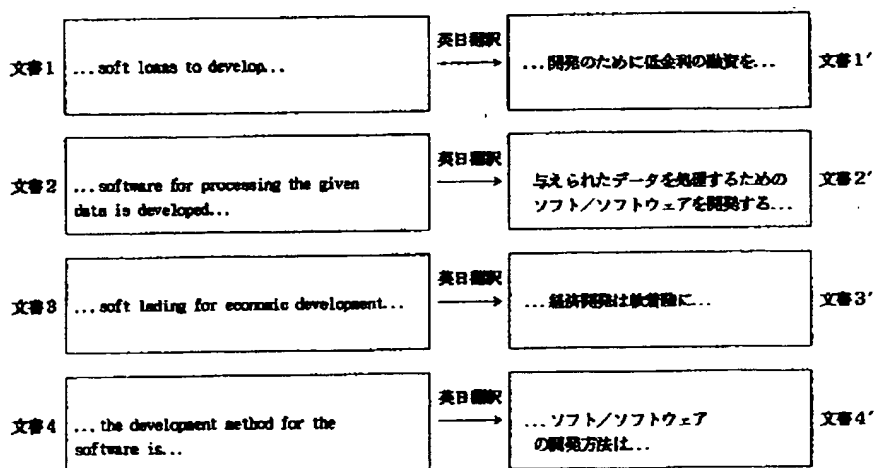 英日翻訳
文書1
...soft loans to develop...
...開発のために低金利の融資を...
文書1′
英日翻訳
文書2
...software for processing the given
data is developed...
与えられたデータを処理するための
ソフト/ソフトウェアを開発する...
文書2′
英日翻訳
文書3
...soft lading for economic development...
...経済開発は軟着陸に...
文書3′
英日翻訳
文書4
...the development method for the
software is...
...ソフト/ソフトウェア
の開発方法は...
文書4′